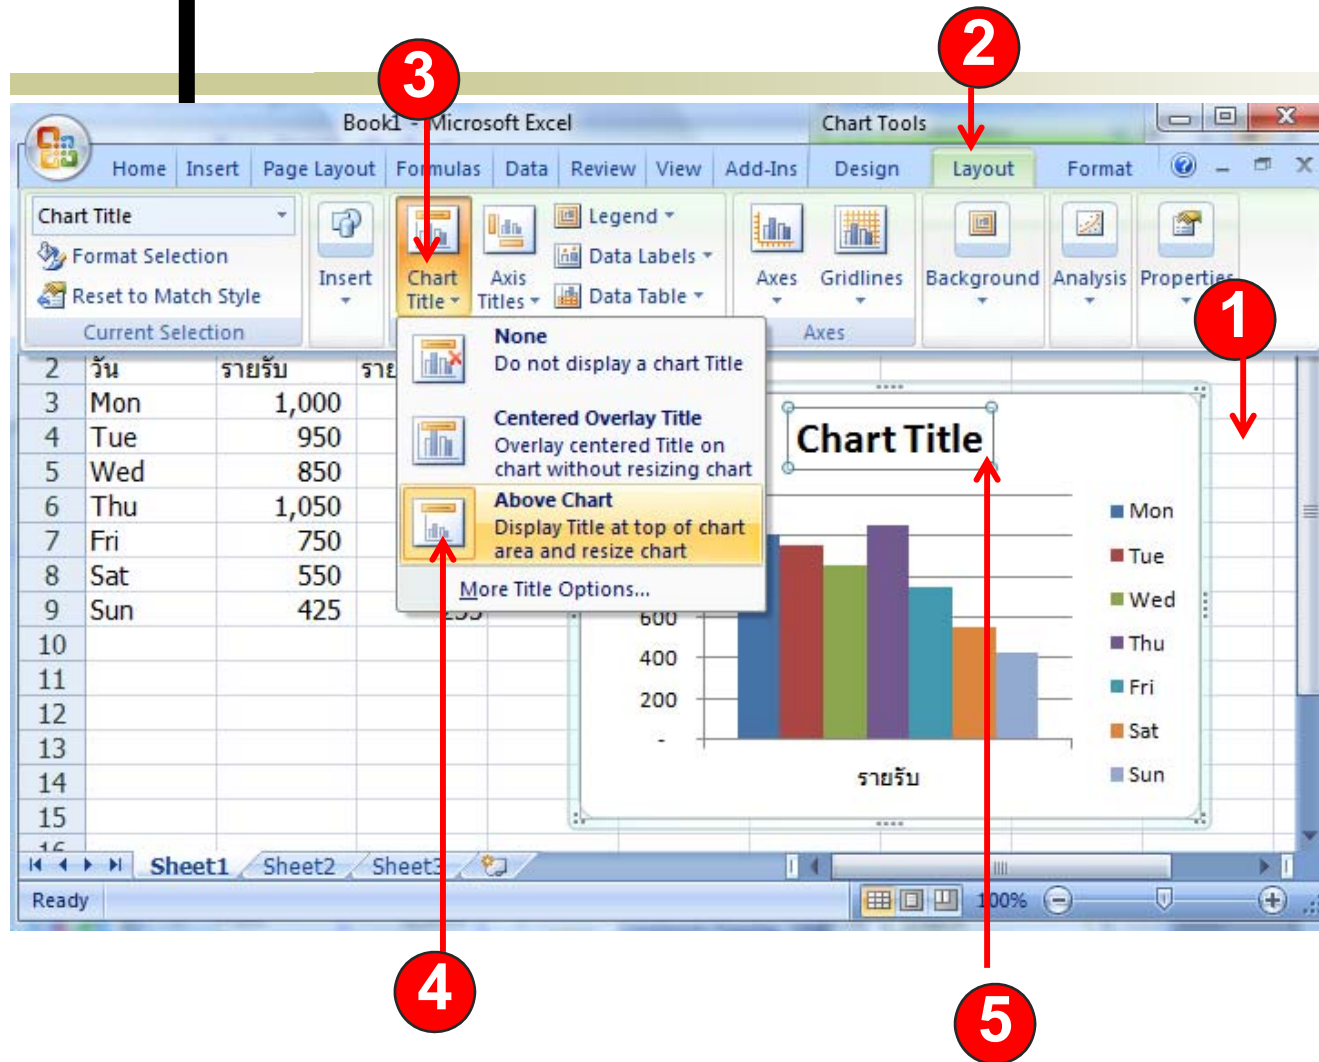 3
2
Book1 - Microsoft Excel
Chart Tools
Home Insert Page Layout Formulas Data Review View Add-Ins Design Layout Format
Chart Title
Format Selection
Reset to Match Style
Current Selection
Insert
Chart Title
Axis Titles
Legend
Data Labels
Data Table
Axes
Gridlines
Axes
Background
Analysis
Properties
1
None
Do not display a chart Title
Centered Overlay Title
Overlay centered Title on
chart without resizing chart
Above Chart
Display Title at top of chart
area and resize chart
More Title Options...
2 วัน รายรับ
3 Mon 1,000
4 Tue 950
5 Wed 850
6 Thu 1,050
7 Fri 750
8 Sat 550
9 Sun 425
10
11
12
13
14
15
Chart Title
600
400
200
-
รายรับ
Mon
Tue
Wed
Thu
Fri
Sat
Sun
Sheet1 Sheet2 Sheet3
Ready
100%
4
5